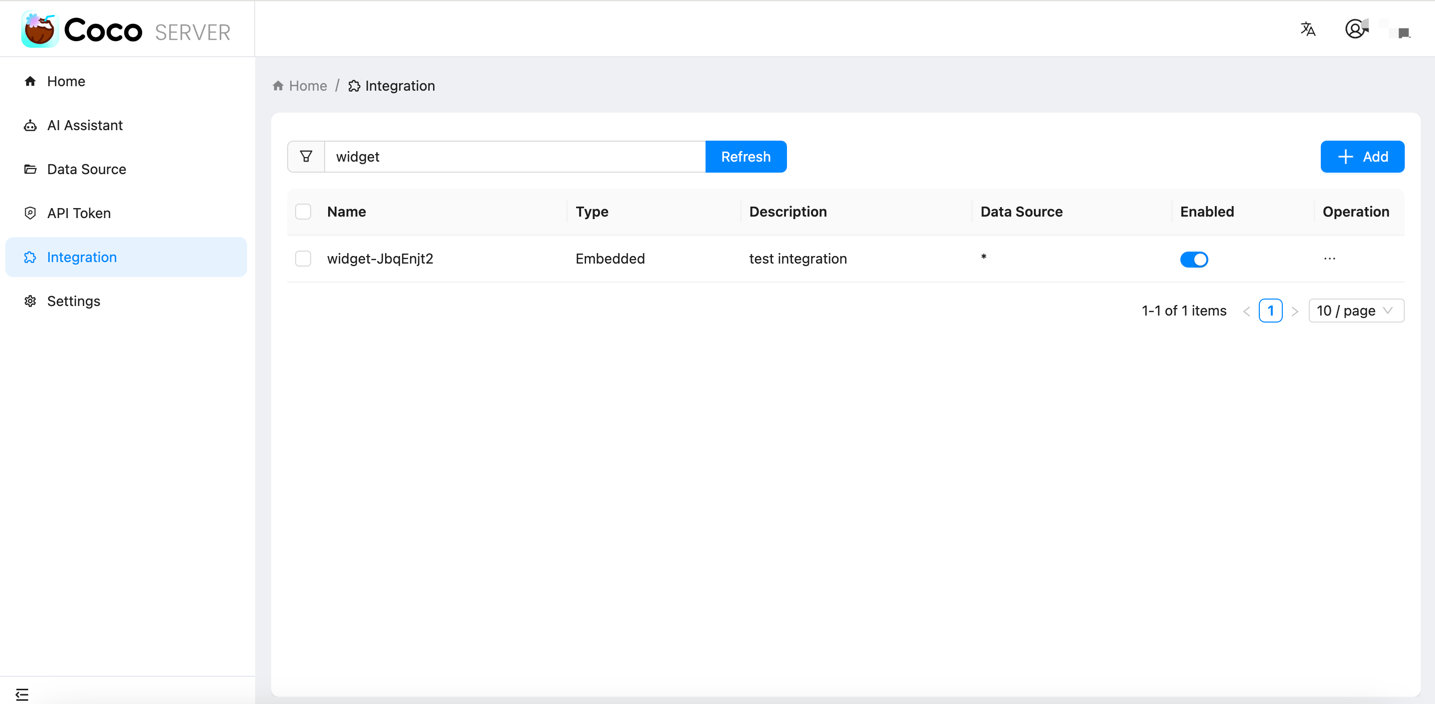 Coco SERVER
Home
AI Assistant
Data Source
API Token
Integration
Settings
Home / Integration
widget Refresh + Add
Name Type Description Data Source Enabled Operation
widget-JbqEnjt2 Embedded test integration * ···
1-1 of 1 items < 1 > 10 / page